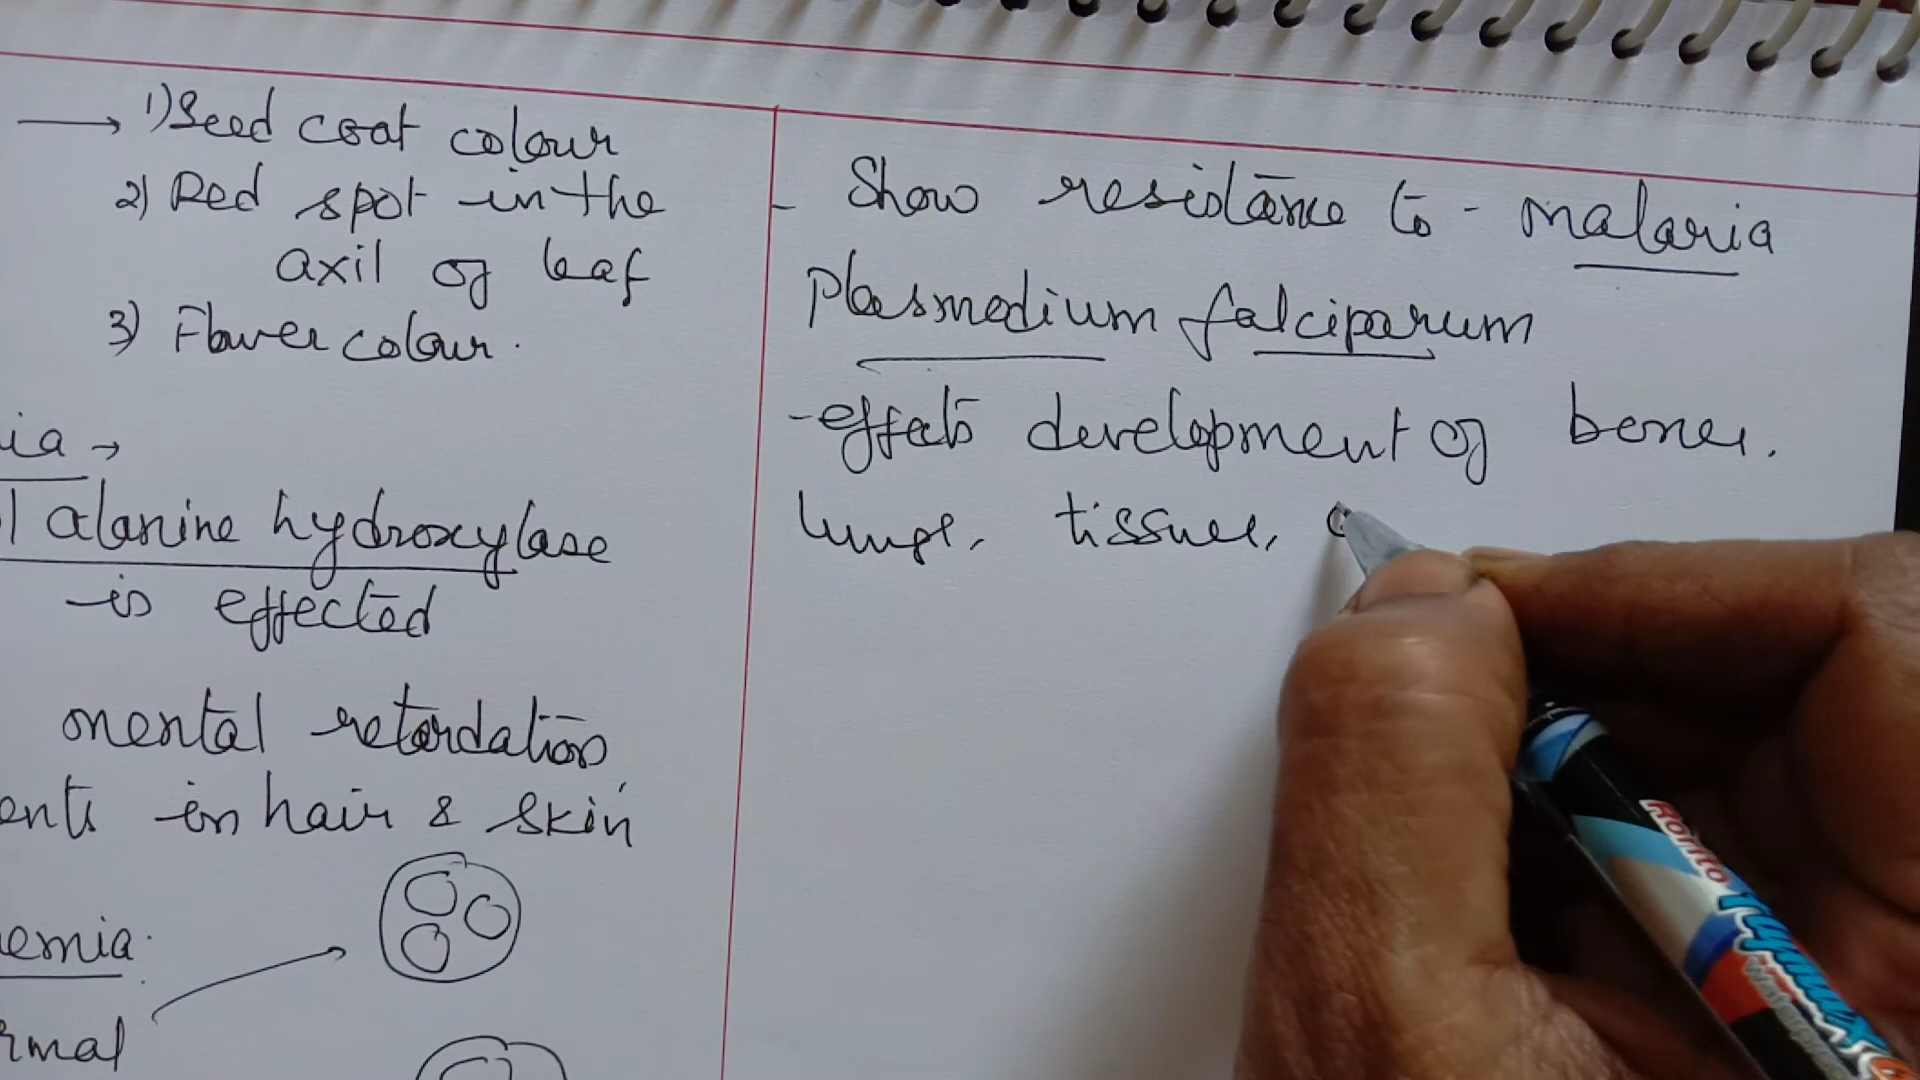 → 1) Seed coat colour
2) Red spot in the
axil of leaf
3) Flower colour.
ia →
alanine hydroxylase
is effected
mental retardation
ents in hair & skin
emia.
rmal
- Show resistance to - malaria
Plasmodium falciparum
- effects development of bones.
lungs, tissues,
Rorito